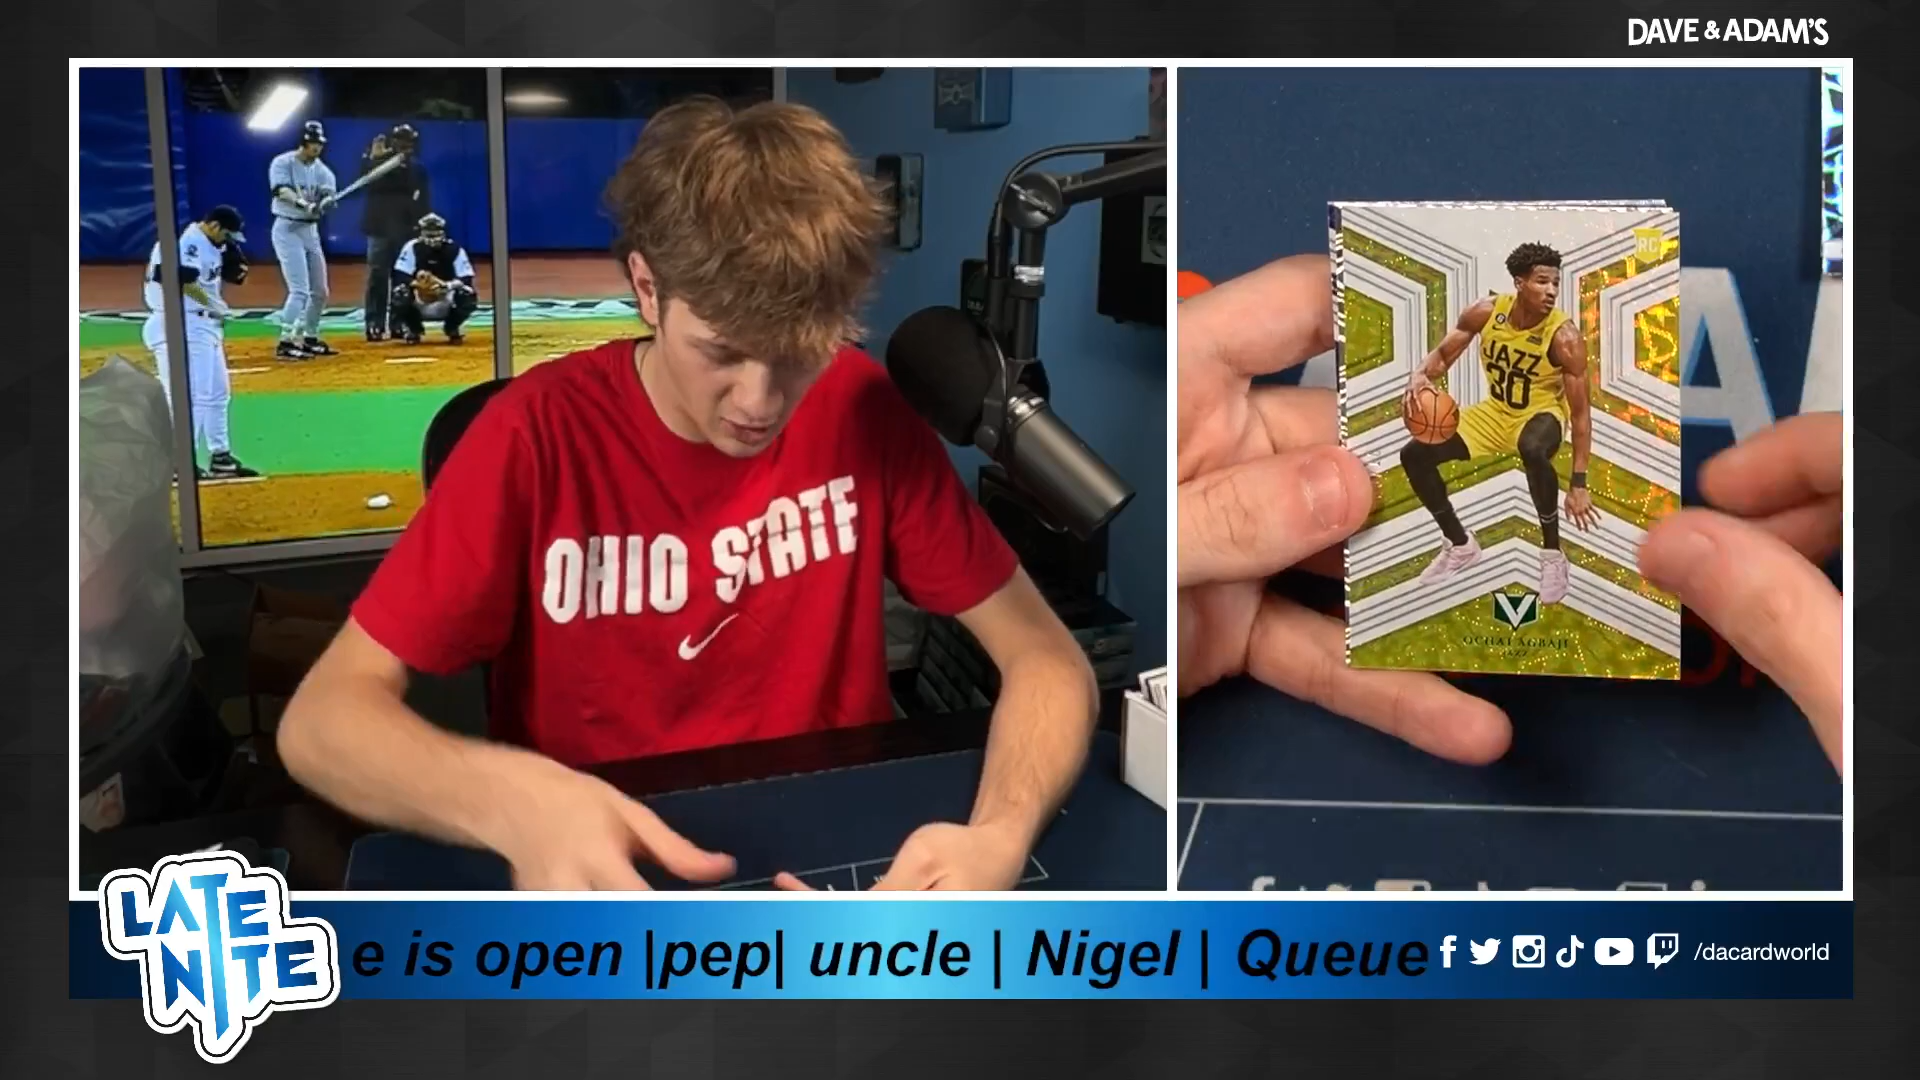 DAVE & ADAM'S
OHIO STATE
RC
JAZZ
30
V
OCHAI AGBAJI
JAZZ
LATE
NITE
e is open |pep| uncle | Nigel | Queue
/dacardworld